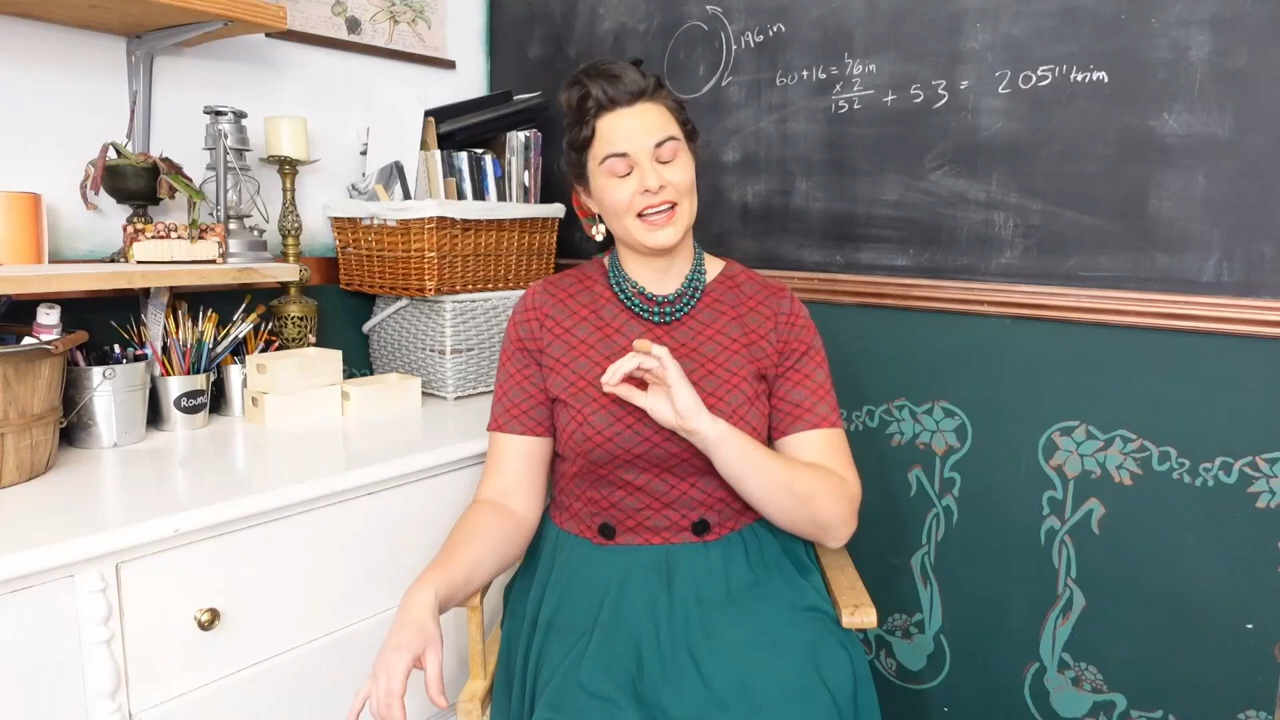 196 in
60+16=76in
x 2
152 + 53 = 205" trim
Round